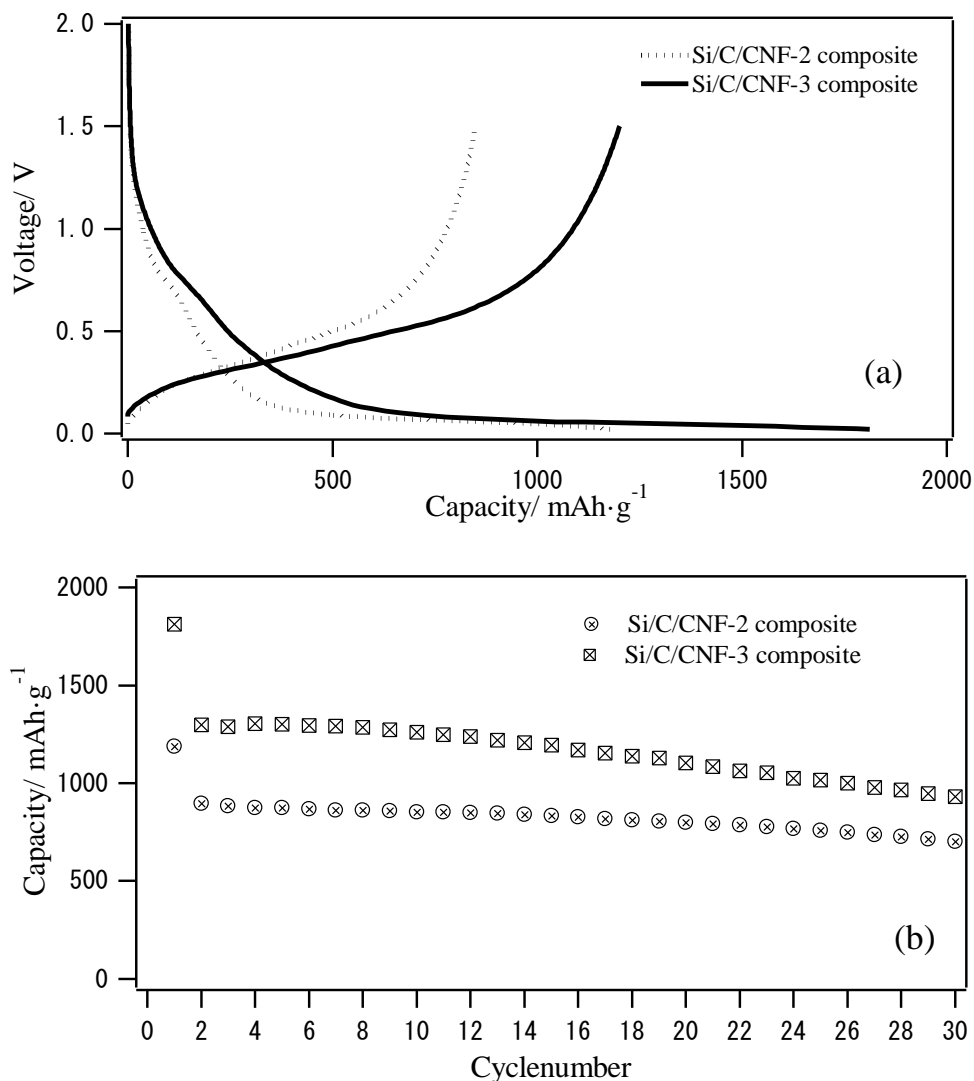 2.0
1.5
1.0
0.5
0.0
Voltage/ V
Si/C/CNF-2 composite
Si/C/CNF-3 composite
(a)
0 500 1000 1500 2000
Capacity/ mAh·g⁻¹
2000
1500
1000
500
0
Capacity/ mAh·g⁻¹
Si/C/CNF-2 composite
Si/C/CNF-3 composite
(b)
0 2 4 6 8 10 12 14 16 18 20 22 24 26 28 30
Cyclenumber